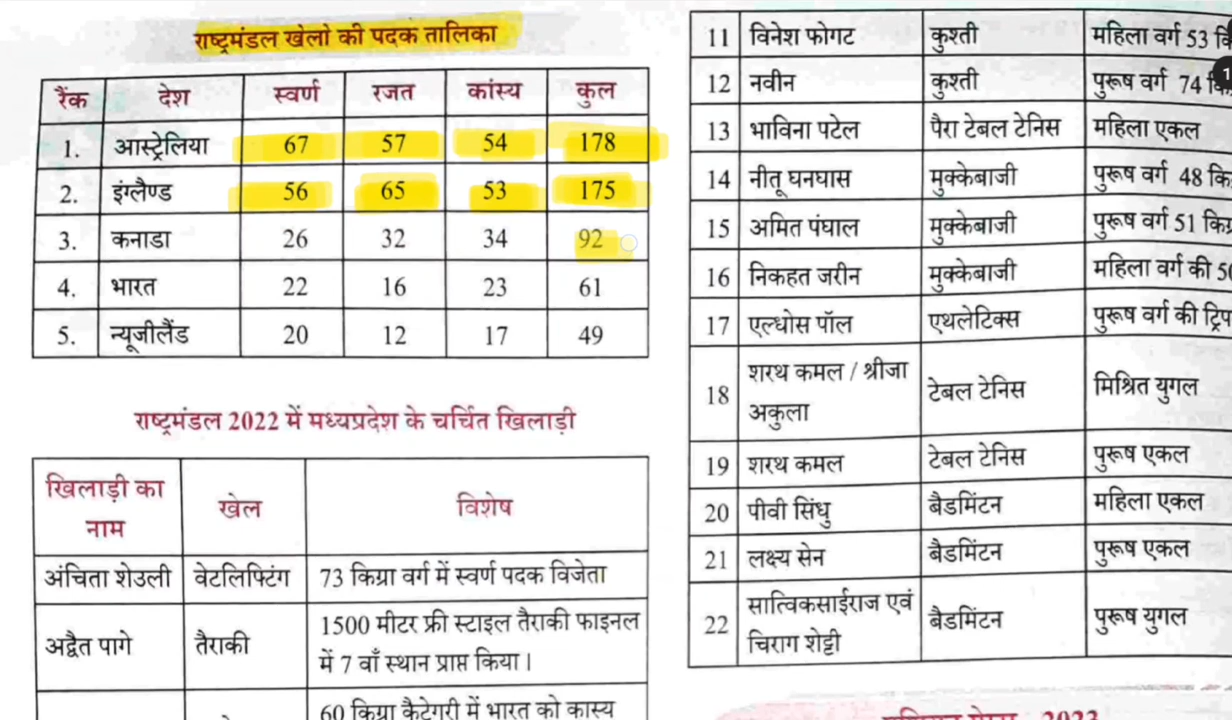 राष्ट्रमंडल खेलो की पदक तालिका
रैंक देश स्वर्ण रजत कांस्य कुल
1. आस्ट्रेलिया 67 57 54 178
2. इंग्लैण्ड 56 65 53 175
3. कनाडा 26 32 34 92
4. भारत 22 16 23 61
5. न्यूजीलैंड 20 12 17 49
राष्ट्रमंडल 2022 में मध्यप्रदेश के चर्चित खिलाड़ी
खिलाड़ी का
नाम
खेल
विशेष
अंचिता शेउली वेटलिफ्टिंग 73 किग्रा वर्ग में स्वर्ण पदक विजेता
अद्वैत पागे तैराकी
1500 मीटर फ्री स्टाइल तैराकी फाइनल
में 7 वाँ स्थान प्राप्त किया।
60 किग्रा कैटेगरी में भारत को कास्य
11 विनेश फोगट कुश्ती महिला वर्ग 53
12 नवीन कुश्ती पुरूष वर्ग 74
13 भाविना पटेल पैरा टेबल टेनिस महिला एकल
14 नीतू घनघास मुक्केबाजी पुरूष वर्ग 48 कि
15 अमित पंघाल मुक्केबाजी पुरूष वर्ग 51 किग्र
16 निकहत जरीन मुक्केबाजी महिला वर्ग की 5
17 एल्धोस पॉल एथलेटिक्स पुरूष वर्ग की ट्रिप
18
शरथ कमल / श्रीजा
अकुला
टेबल टेनिस मिश्रित युगल
19 शरथ कमल टेबल टेनिस पुरूष एकल
20 पीवी सिंधु बैडमिंटन महिला एकल
21 लक्ष्य सेन बैडमिंटन पुरूष एकल
22
सात्विकसाईराज एवं
चिराग शेट्टी
बैडमिंटन पुरूष युगल
1